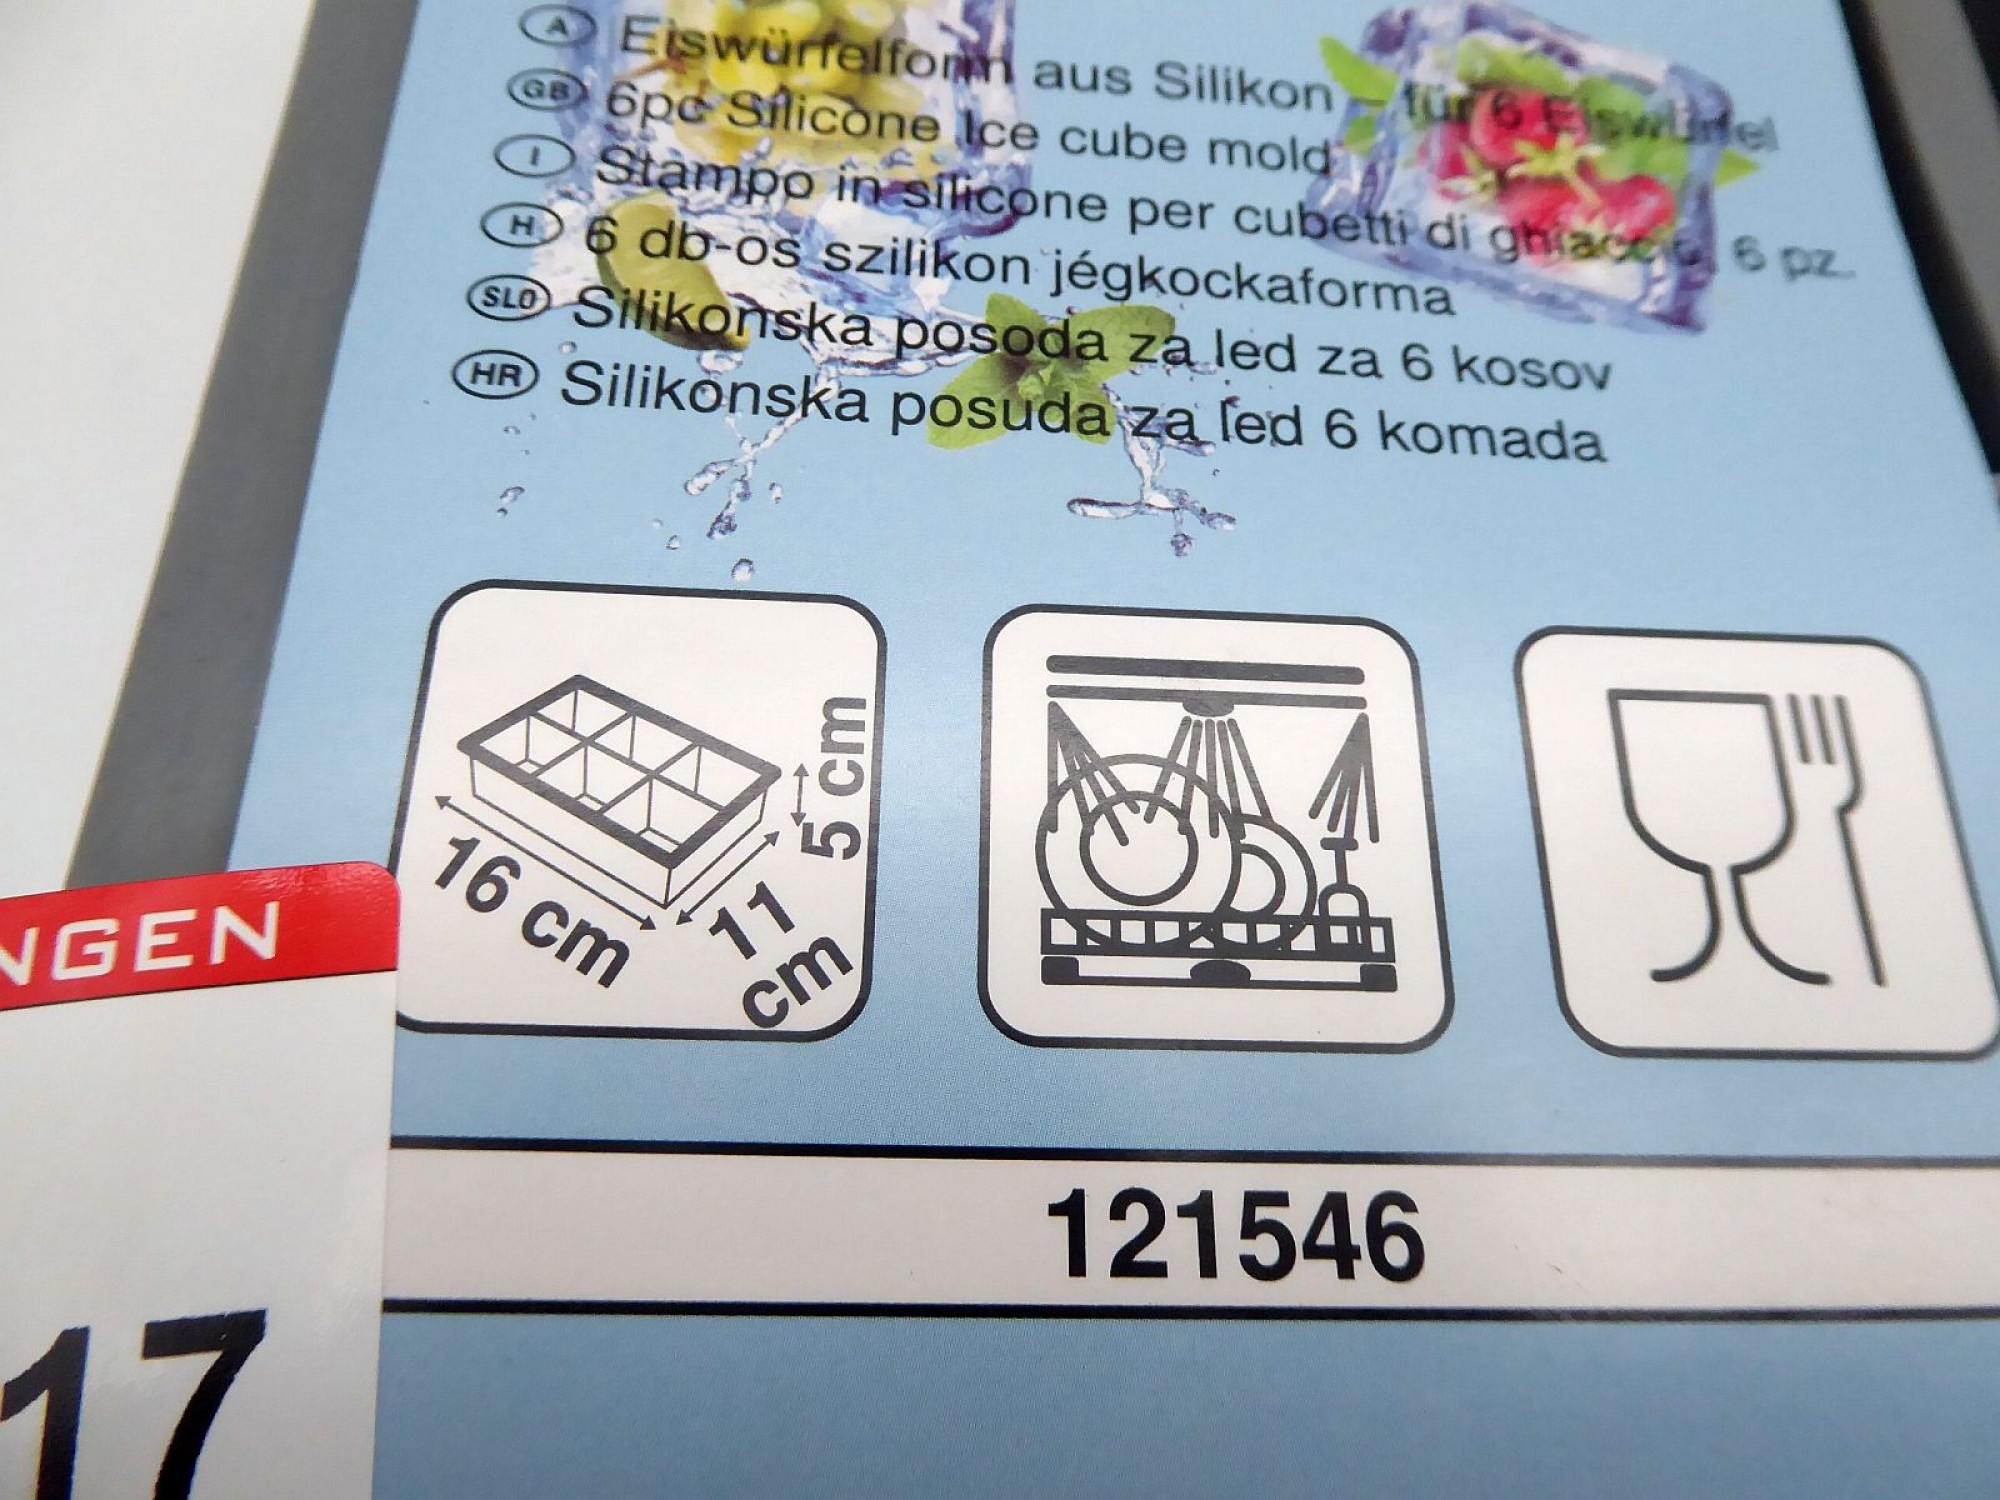 A Eiswürfelform aus Silikon - für 6 Eiswürfel
GB 6pc Silicone Ice cube mold
I Stampo in silicone per cubetti di ghiaccio, 6 pz.
H 6 db-os szilikon jégkockaforma
SLO Silikonska posoda za led za 6 kosov
HR Silikonska posuda za led 6 komada
5 cm
16 cm
11
cm
NGEN
121546
17